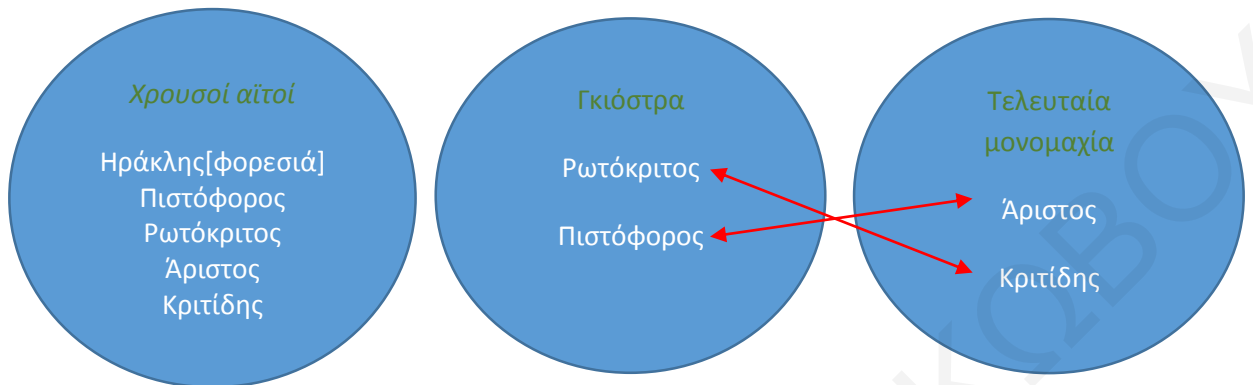 Χρουσοί αϊτοί
Ηράκλης[φορεσιά]
Πιστόφορος
Ρωτόκριτος
Άριστος
Κριτίδης
Γκιόστρα
Ρωτόκριτος
Πιστόφορος
Τελευταία
μονομαχία
Άριστος
Κριτίδης